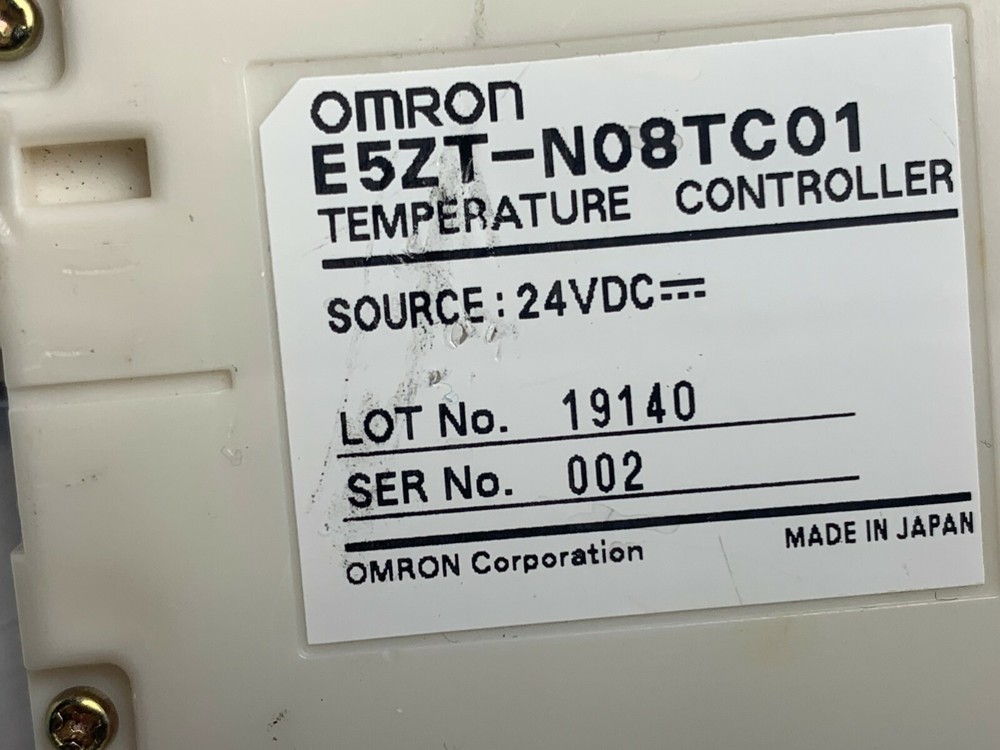 OMRON
E5ZT-N08TC01
TEMPERATURE CONTROLLER
SOURCE : 24VDC⎓
LOT No. 19140
SER No. 002
OMRON Corporation MADE IN JAPAN